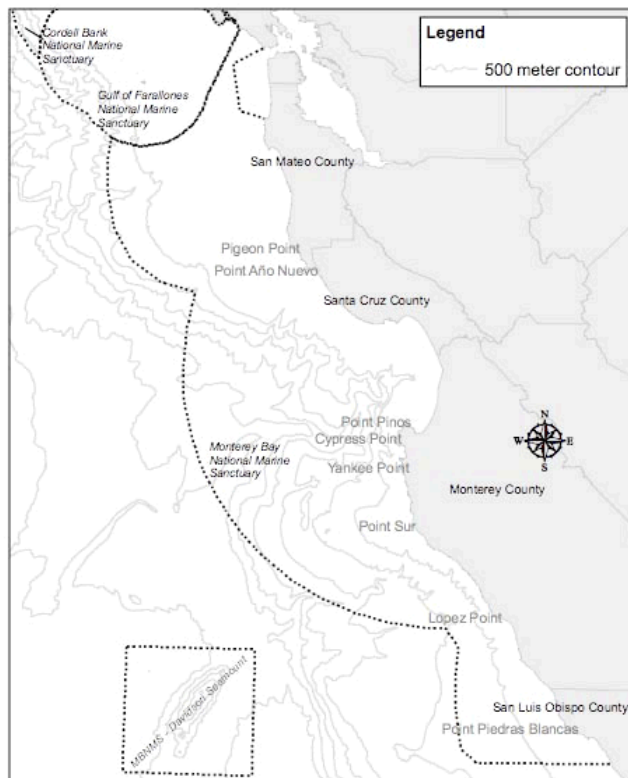 Cordell Bank
National Marine
Sanctuary
Legend
500 meter contour
Gulf of Farallones
National Marine
Sanctuary
San Mateo County
Pigeon Point
Point Año Nuevo
Santa Cruz County
Point Pinos
Cypress Point
Monterey Bay
National Marine
Sanctuary
Yankee Point
N
W E
S
Monterey County
Point Sur
Lopez Point
MBNMS - Davidson Seamount
San Luis Obispo County
Point Piedras Blancas